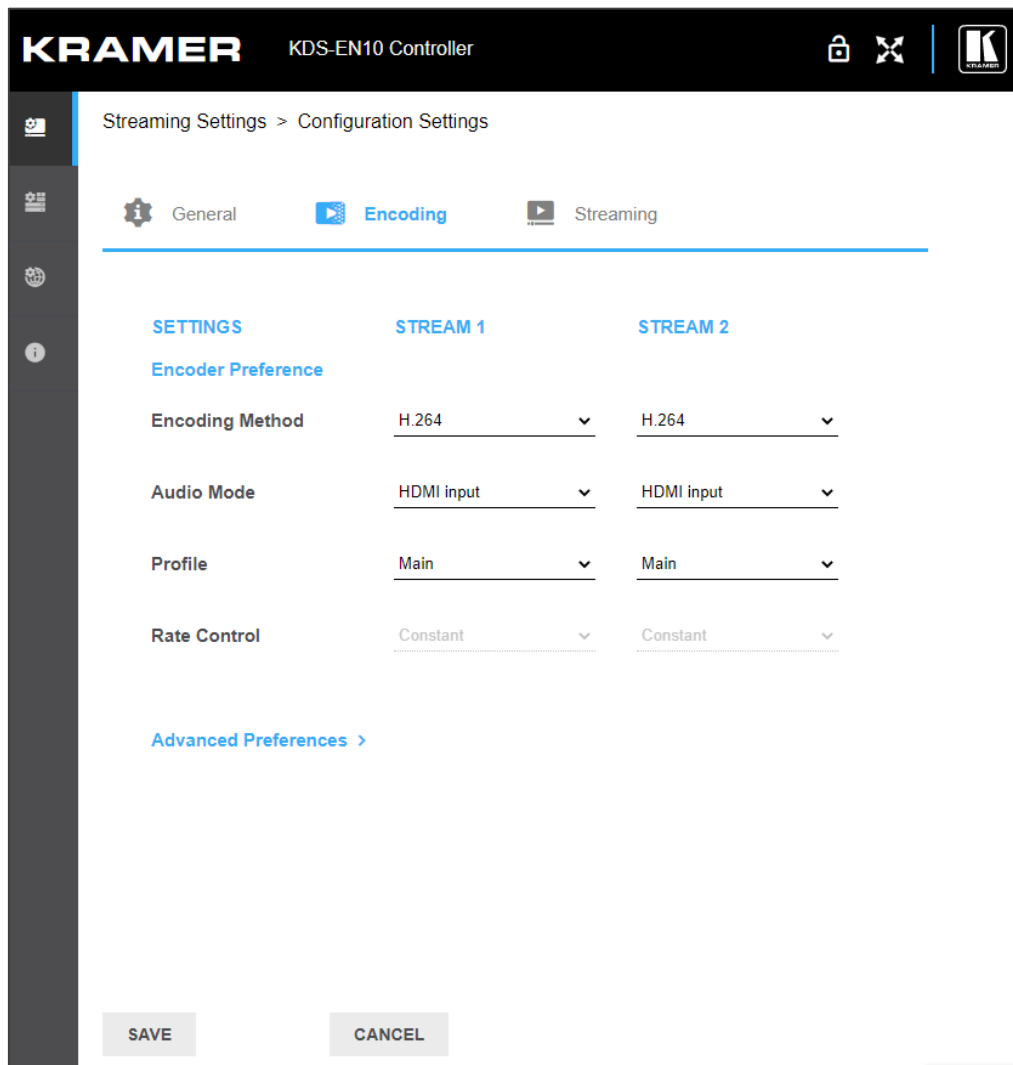 KRAMER KDS-EN10 Controller
KRAMER
Streaming Settings > Configuration Settings
General Encoding Streaming
SETTINGS STREAM 1 STREAM 2
Encoder Preference
Encoding Method H.264 H.264
Audio Mode HDMI input HDMI input
Profile Main Main
Rate Control Constant Constant
Advanced Preferences >
SAVE CANCEL